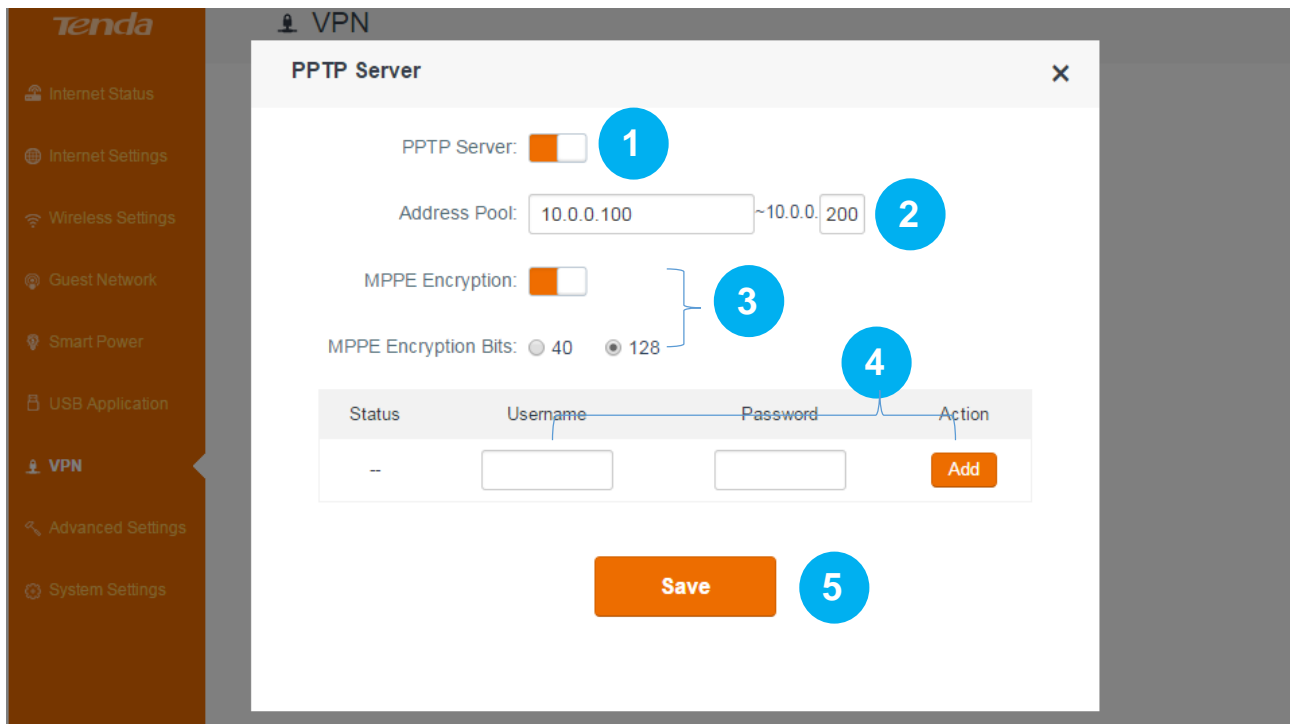 Tenda
VPN
PPTP Server
×
Internet Status
PPTP Server:
1
Internet Settings
Address Pool: 10.0.0.100 ~10.0.0. 200
2
Wireless Settings
MPPE Encryption:
Guest Network
3
MPPE Encryption Bits: 40 128
Smart Power
4
USB Application
Status Username Password Action
VPN
-- Add
Advanced Settings
Save
5
System Settings